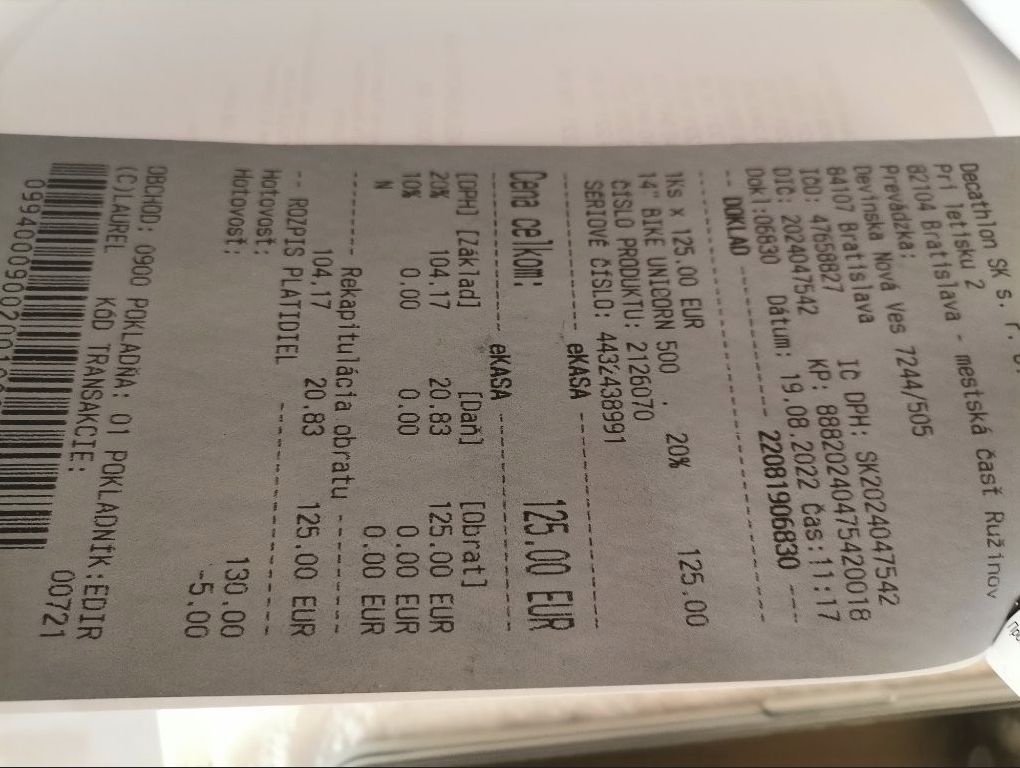 Decathlon SK s. r.
Pri letisku 2
82104 Bratislava - mestská časť Ružinov
Prevádzka:
Devínska Nová Ves 7244/505
84107 Bratislava IC DPH: SK2024047542
IČO: 47658827 KP: 88820240475420018
DIČ: 2024047542
Dok1:06830 Dátum: 19.08.2022 Čas:11:17
-- DOKLAD ------------ 22081906830 ---
1Ks x 125.00 EUR 20% 125.00
14" BIKE UNICORN 500 .
ČÍSLO PRODUKTU: 2126070
SERIOVÉ ČÍSLO: 443243898991
---------------- eKASA ----------------
Cena celkom: 125.00 EUR
---------------- eKASA ----------------
[DPH] [Základ] [Daň] [Obrat]
20% 104.17 20.83 125.00 EUR
10% 0.00 0.00 0.00 EUR
N 0.00 EUR
--------- Rekapitulácia obratu ---------
104.17 20.83 125.00 EUR
-- ROZPIS PLATIDIEL --------------------
Hotovosť: 130.00
Hotovosť: -5.00
OBCHOD: 0900 POKLADŇA: 01 POKLADNÍK:EDIR
(C)LAUREL KÓD TRANSAKCIE: 00721